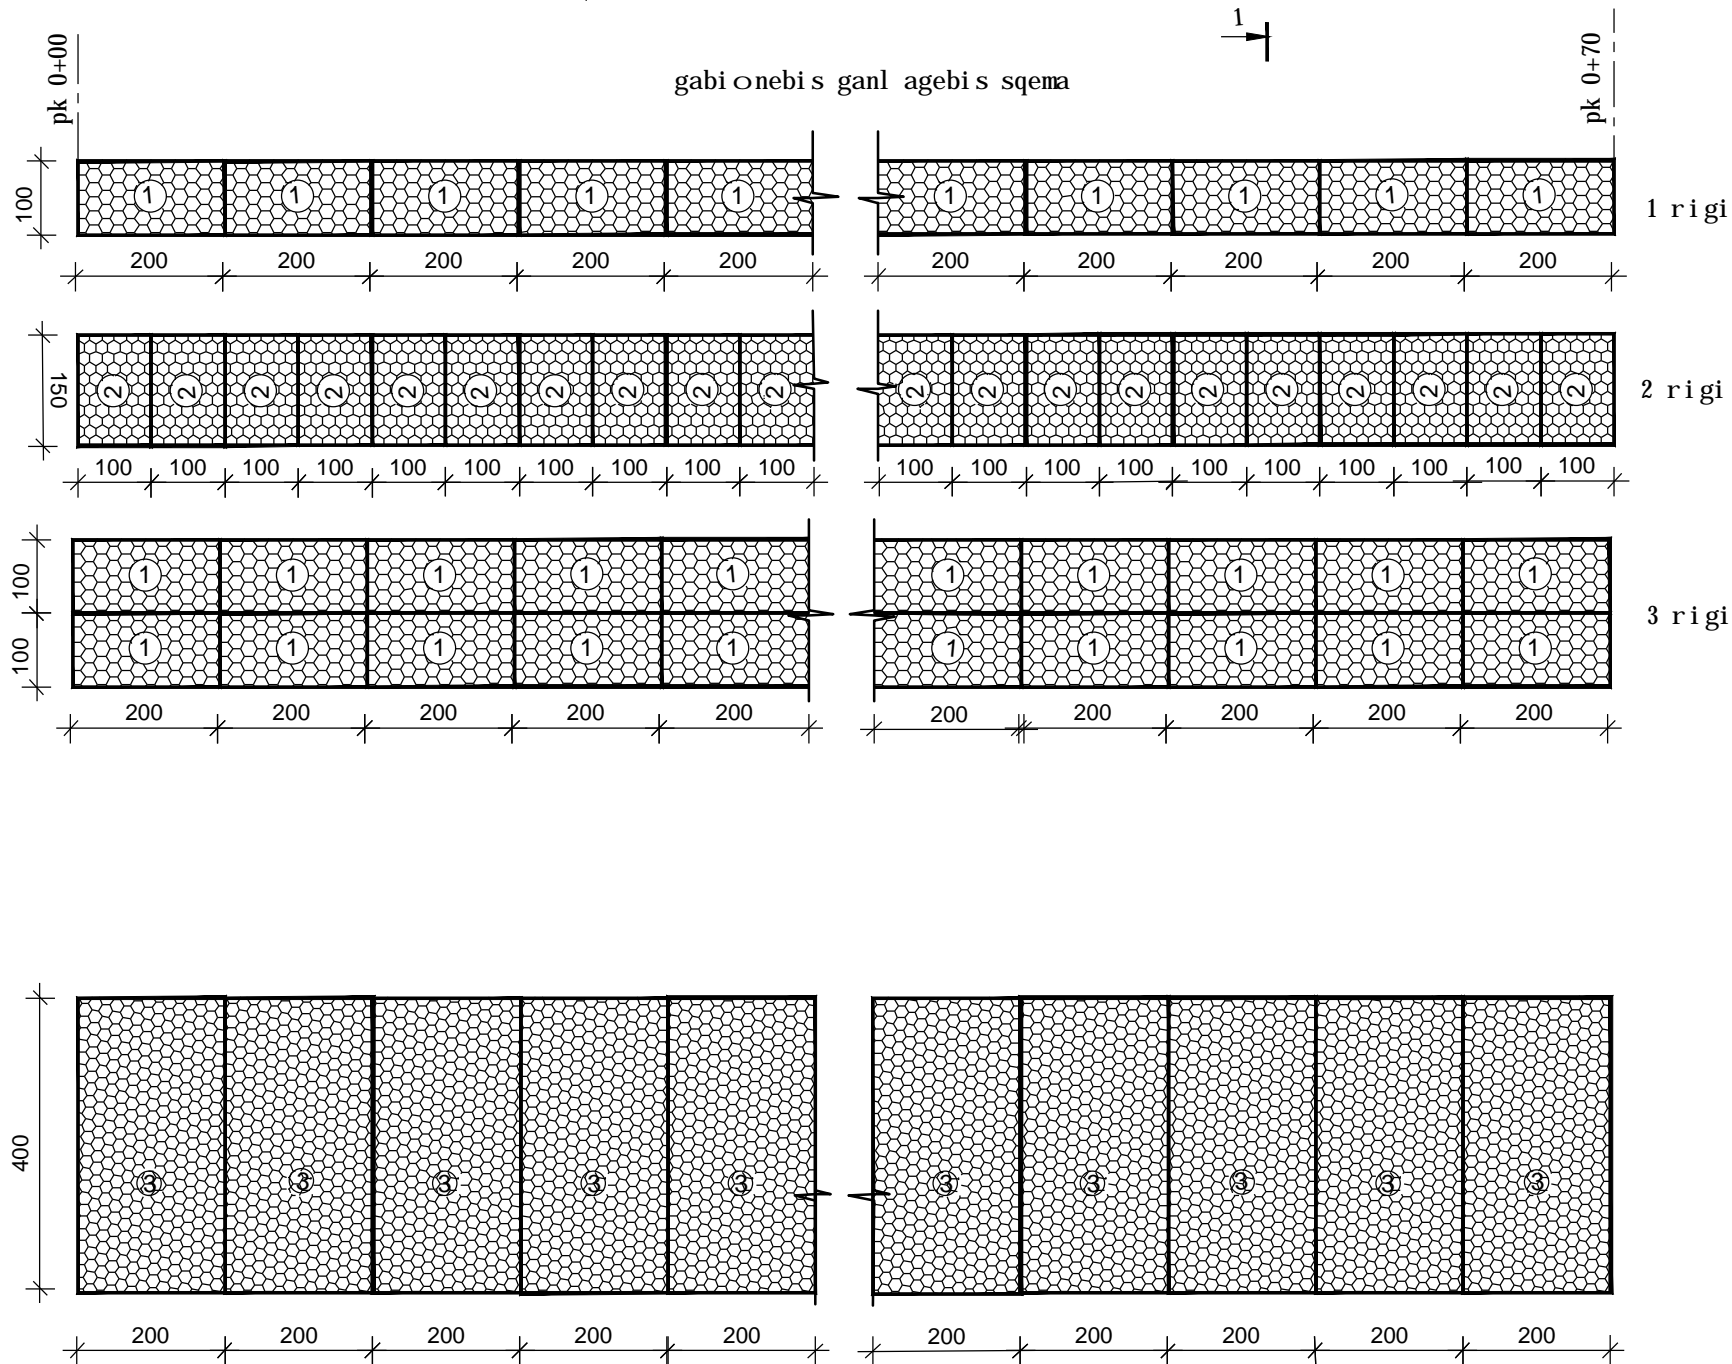 1
pk 0+00
pk 0+70
gabionebis ganlagebis sqema
100
1 1 1 1 1 1 1 1 1 1
1 rigi
200 200 200 200 200 200 200 200 200 200
150
2 2 2 2 2 2 2 2 2 2 2 2 2 2 2 2 2 2 2 2
2 rigi
100 100 100 100 100 100 100 100 100 100 100 100 100 100 100 100 100 100 100 100
100
1 1 1 1 1 1 1 1 1 1
3 rigi
100
1 1 1 1 1 1 1 1 1 1
200 200 200 200 200 200 200 200 200 200
400
3 3 3 3 3 3 3 3 3 3
200 200 200 200 200 200 200 200 200 200